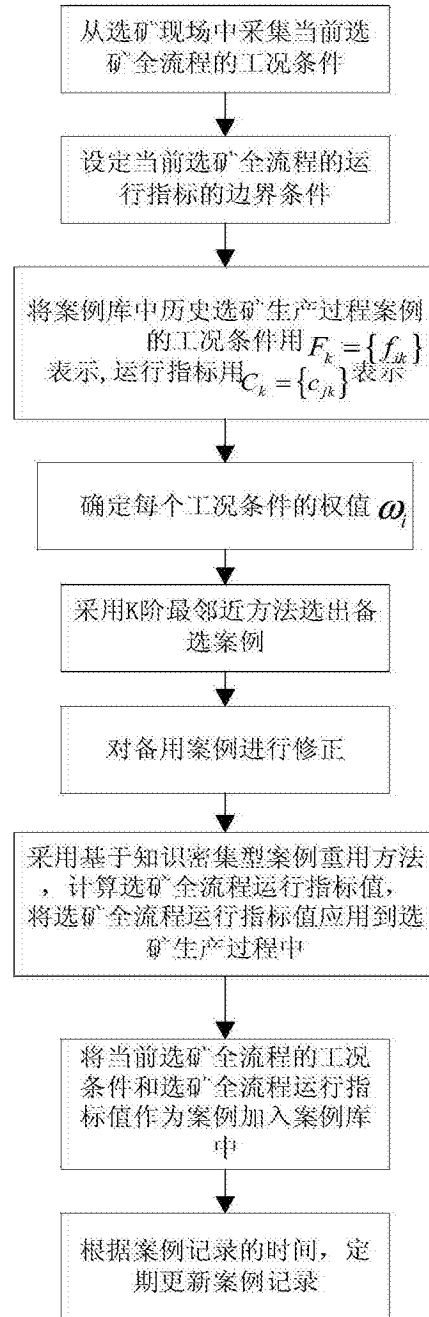 从选矿现场中采集当前选
矿全流程的工况条件
设定当前选矿全流程的运
行指标的边界条件
将案例库中历史选矿生产过程案例
的工况条件用 F_k = {f_{ik}}
表示,运行指标用 C_k = {c_{jk}} 表示
确定每个工况条件的权值 ω_i
采用K阶最邻近方法选出备
选案例
对备用案例进行修正
采用基于知识密集型案例重用方法
，计算选矿全流程运行指标值，
将选矿全流程运行指标值应用到选
矿生产过程中
将当前选矿全流程的工况
条件和选矿全流程运行指
标值作为案例加入案例库
中
根据案例记录的时间，定
期更新案例记录